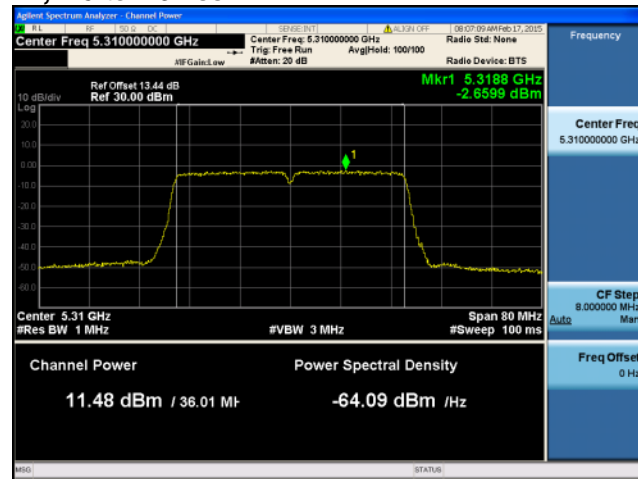 Agilent Spectrum Analyzer - Channel Power
RL RF 50 Ω DC SENSE:INT ALIGN OFF 08:07:09 AM Feb 17, 2015
Center Freq 5.310000000 GHz
Center Freq: 5.310000000 GHz
Radio Std: None
Trig: Free Run Avg|Hold: 100/100
#IFGain:Low #Atten: 20 dB Radio Device: BTS
Ref Offset 13.44 dB
10 dB/div Ref 30.00 dBm
Mkr1 5.3188 GHz
-2.6599 dBm
Log
20.0
10.0
0.00
1
-10.0
-20.0
-30.0
-40.0
-50.0
-60.0
Center 5.31 GHz Span 80 MHz
#Res BW 1 MHz #VBW 3 MHz #Sweep 100 ms
Channel Power Power Spectral Density
11.48 dBm / 36.01 MH -64.09 dBm /Hz
MSG STATUS
Frequency
Center Freq
5.310000000 GHz
CF Step
8.000000 MHz
Auto Man
Freq Offset
0 Hz